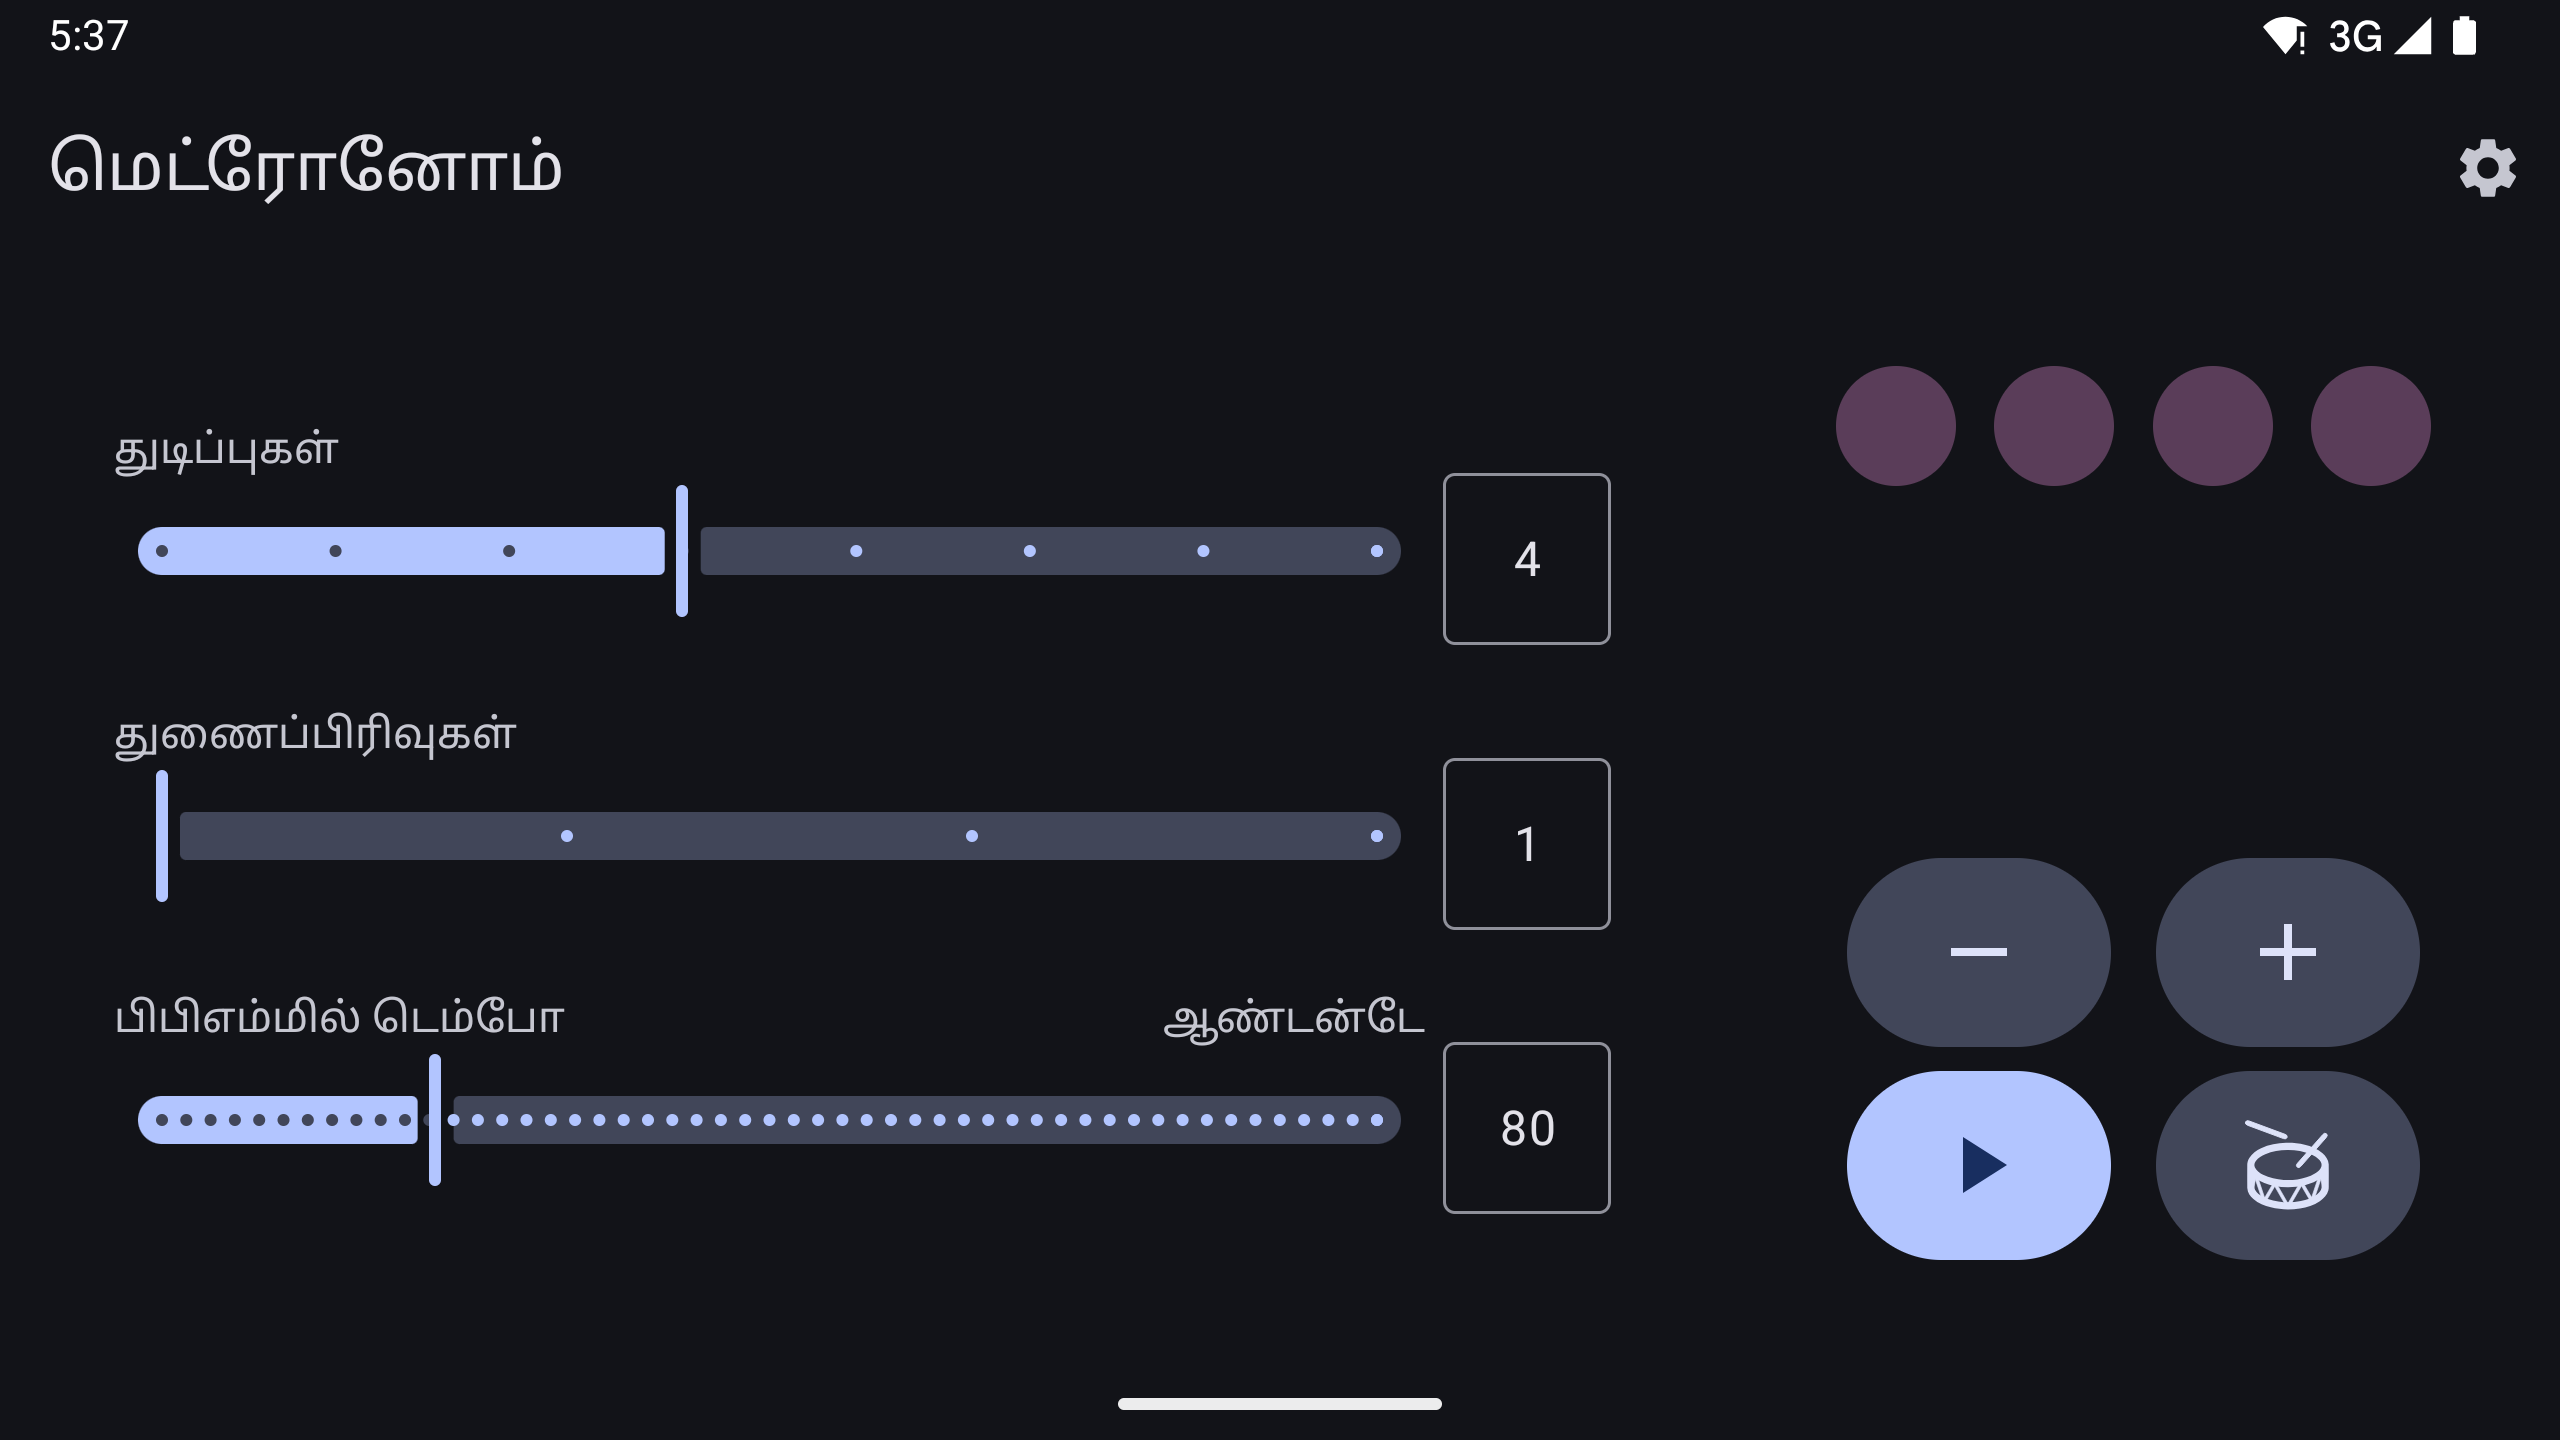 5:37
3G
மெட்ரோனோம்
துடிப்புகள்
4
துணைப்பிரிவுகள்
1
பிபிஎம்மில் டெம்போ
ஆண்டன்டே
80